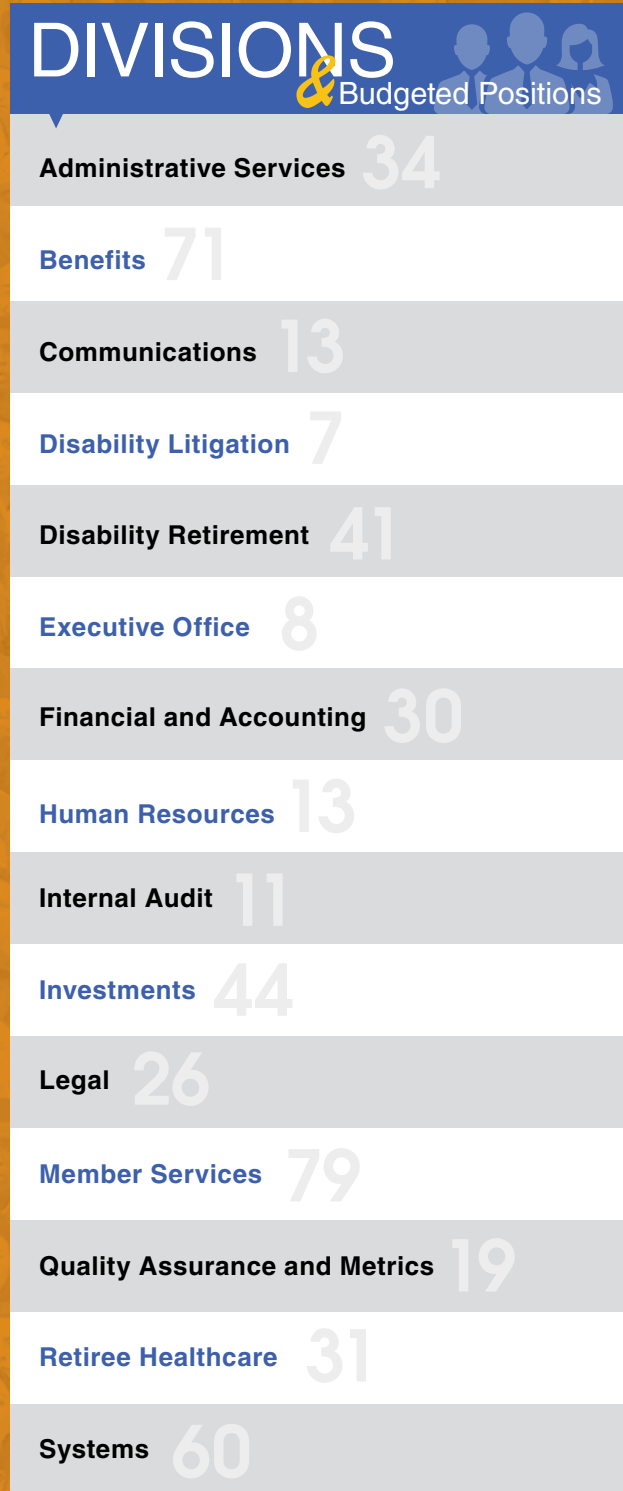 DIVISIONS
& Budgeted Positions
Administrative Services 34
Benefits 71
Communications 13
Disability Litigation 7
Disability Retirement 41
Executive Office 8
Financial and Accounting 30
Human Resources 13
Internal Audit 11
Investments 44
Legal 26
Member Services 79
Quality Assurance and Metrics 19
Retiree Healthcare 31
Systems 60